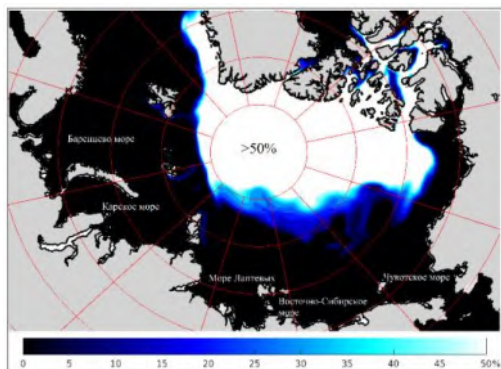 >50%
Баренцево море
Карское море
Море Лаптевых
Чукотское море
Восточно-Сибирское
море
0 5 10 15 20 25 30 35 40 45 50%